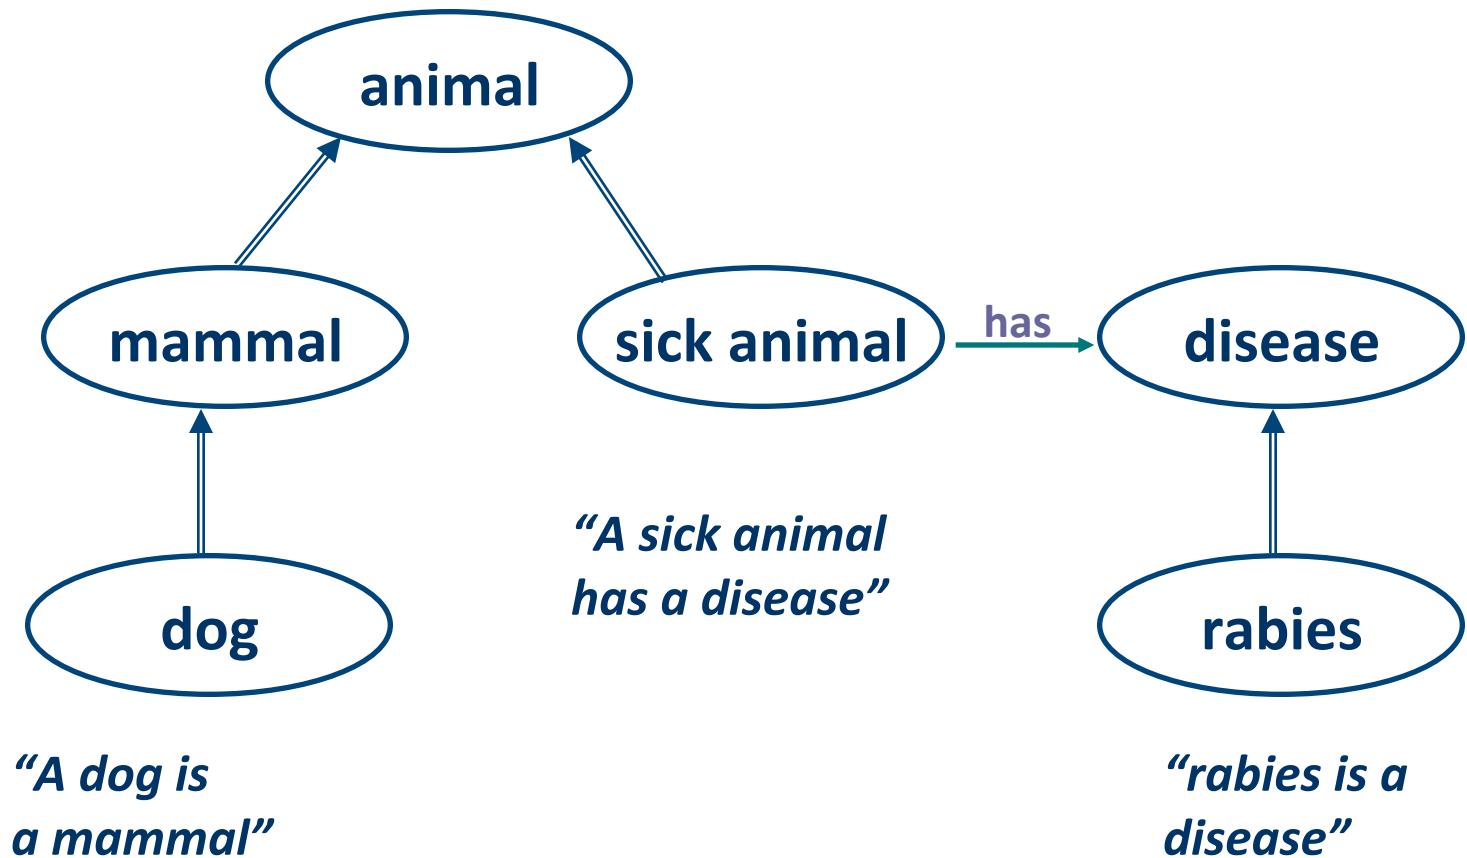 animal
mammal
sick animal
has
disease
“A sick animal
has a disease”
dog
rabies
“A dog is
a mammal”
“rabies is a
disease”